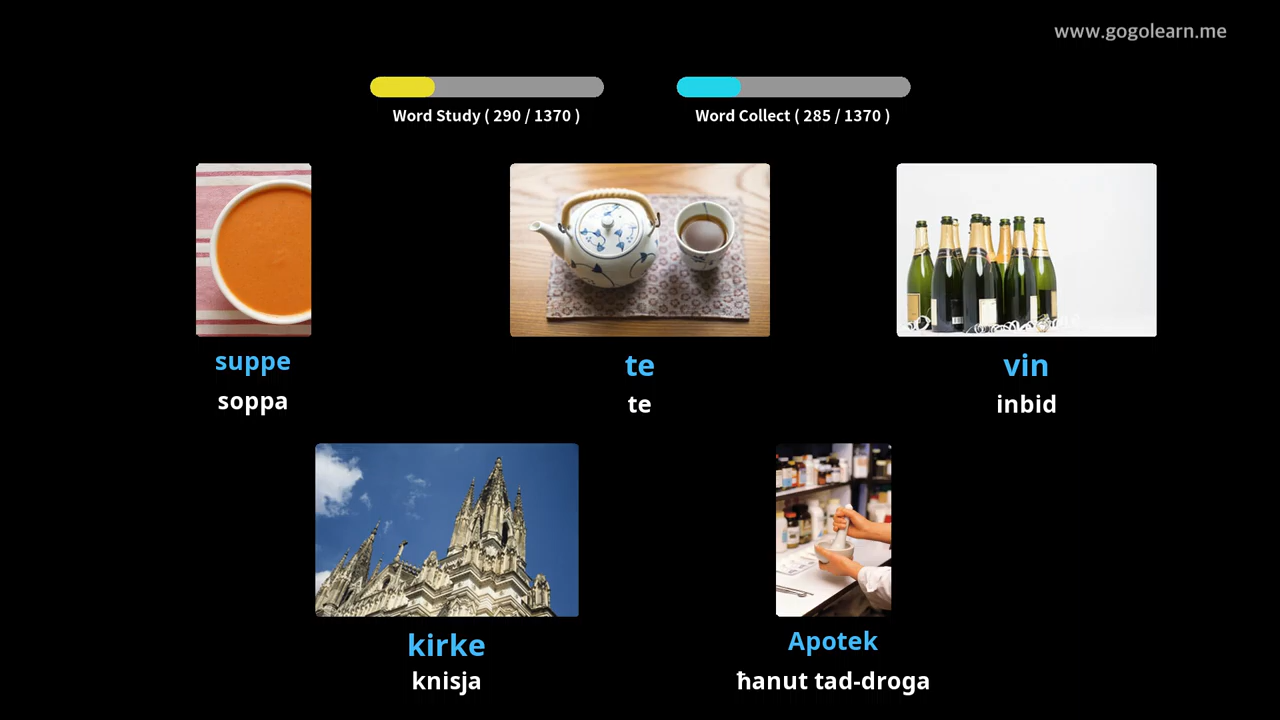 www.gogolearn.me
Word Study ( 290 / 1370 )
Word Collect ( 285 / 1370 )
suppe
soppa
te
te
vin
inbid
kirke
knisja
Apotek
ħanut tad-droga